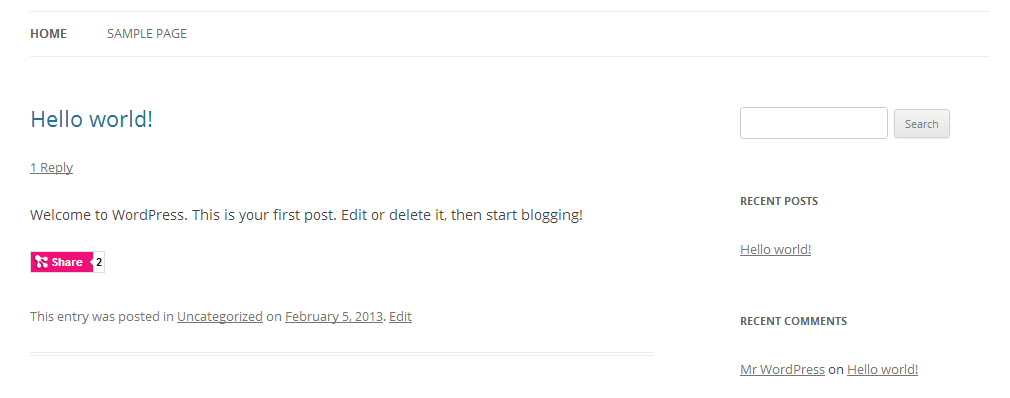 HOME SAMPLE PAGE
Hello world!
1 Reply
Welcome to WordPress. This is your first post. Edit or delete it, then start blogging!
Share 2
This entry was posted in Uncategorized on February 5, 2013. Edit
Search
RECENT POSTS
Hello world!
RECENT COMMENTS
Mr WordPress on Hello world!